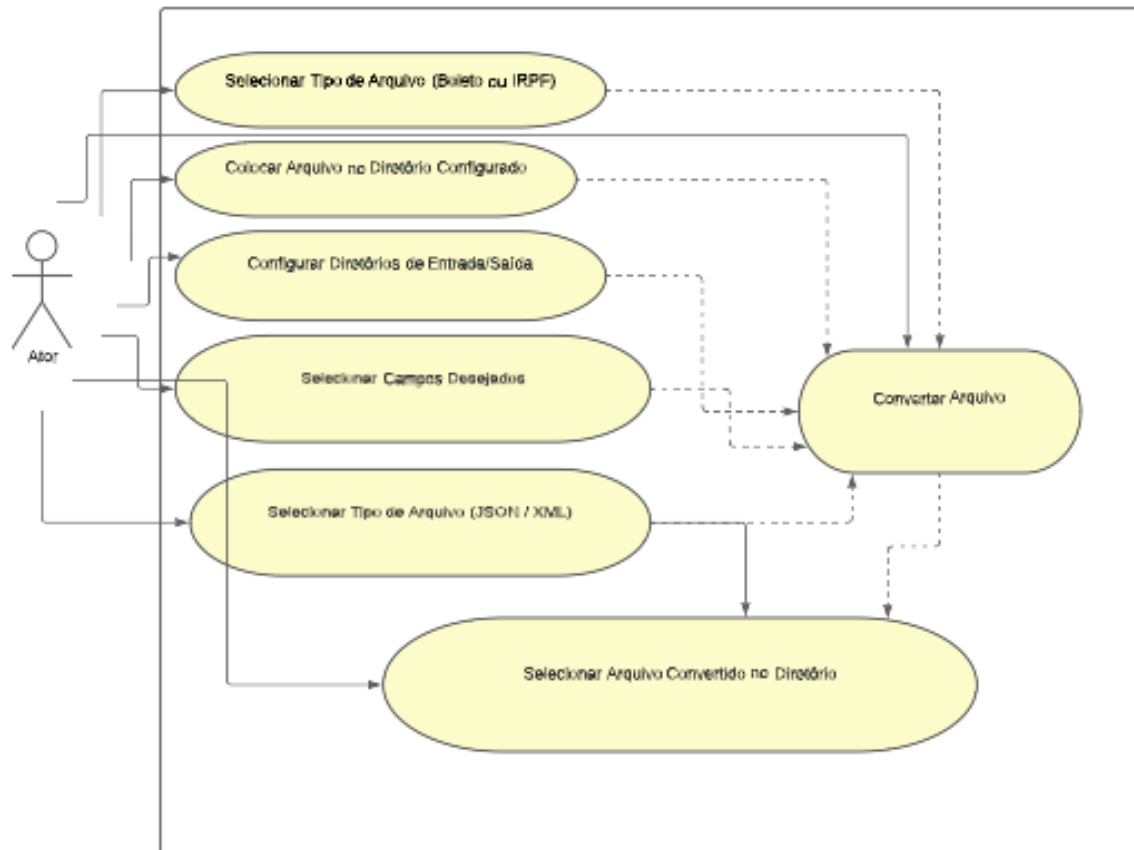 Selecionar Tipo de Arquivo (Boleto ou IRPF)
Colocar Arquivo no Diretório Configurado
Configurar Diretórios de Entrada/Saída
Ator
Selecionar Campos Desejados
Converter Arquivo
Selecionar Tipo de Arquivo (JSON / XML)
Selecionar Arquivo Convertido no Diretório